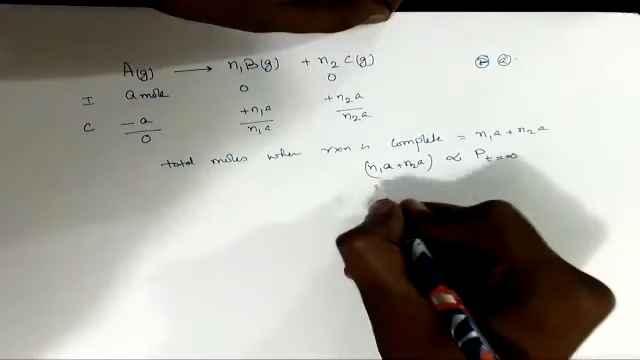 A(g) ⟶ n₁B(g) + n₂C(g)
I a mole 0 0
C -a +n₁a +n₂a
0 n₁a n₂a
total moles when rxn is complete = n₁a + n₂a
(n₁a + n₂a) ∝ P t=∞